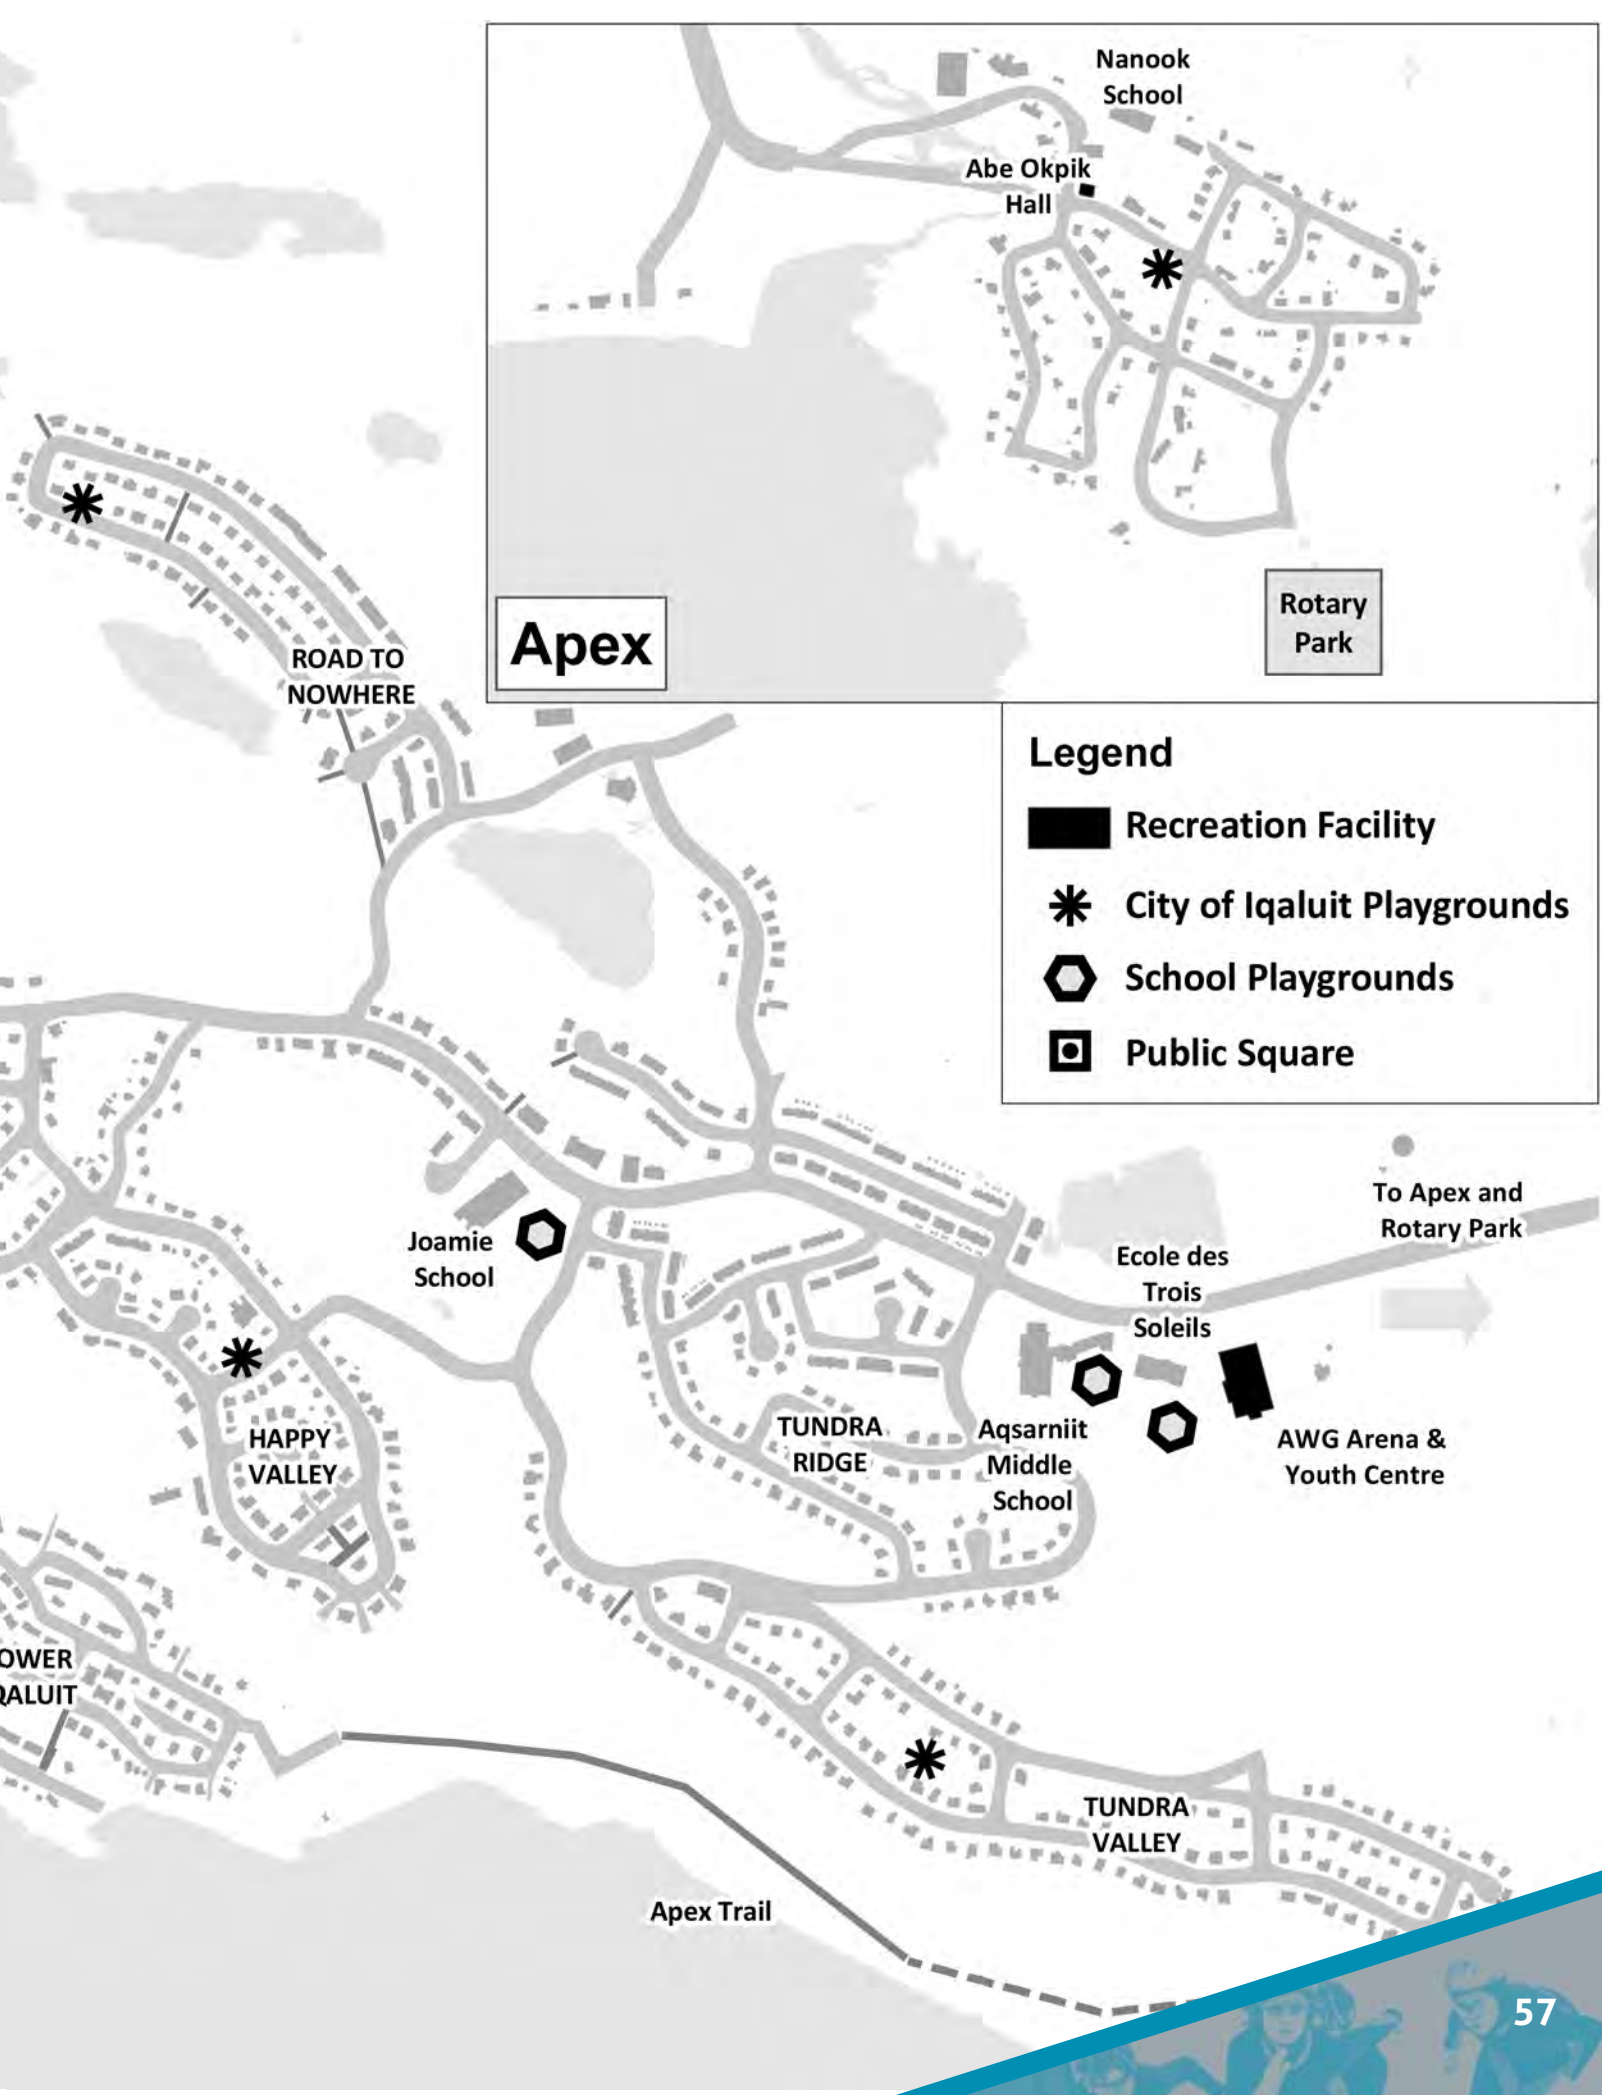 Nanook
School
Abe Okpik
Hall
Apex
Rotary
Park
ROAD TO
NOWHERE
Legend
Recreation Facility
City of Iqaluit Playgrounds
School Playgrounds
Public Square
To Apex and
Rotary Park
Joamie
School
Ecole des
Trois
Soleils
HAPPY
VALLEY
TUNDRA
RIDGE
Aqsarniit
Middle
School
AWG Arena &
Youth Centre
OWER
QALUIT
TUNDRA
VALLEY
Apex Trail
57